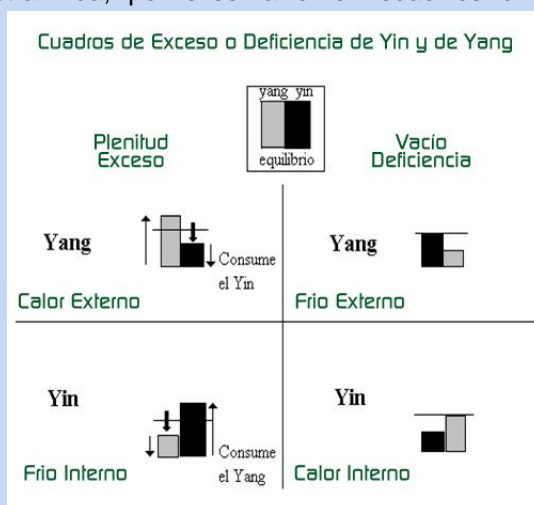 Cuadros de Exceso o Deficiencia de Yin y de Yang
yang yin
equilibrio
Plenitud
Exceso
Vacío
Deficiencia
Yang
Consume
el Yin
Calor Externo
Yang
Frio Externo
Yin
Consume
el Yang
Frio Interno
Yin
Calor Interno